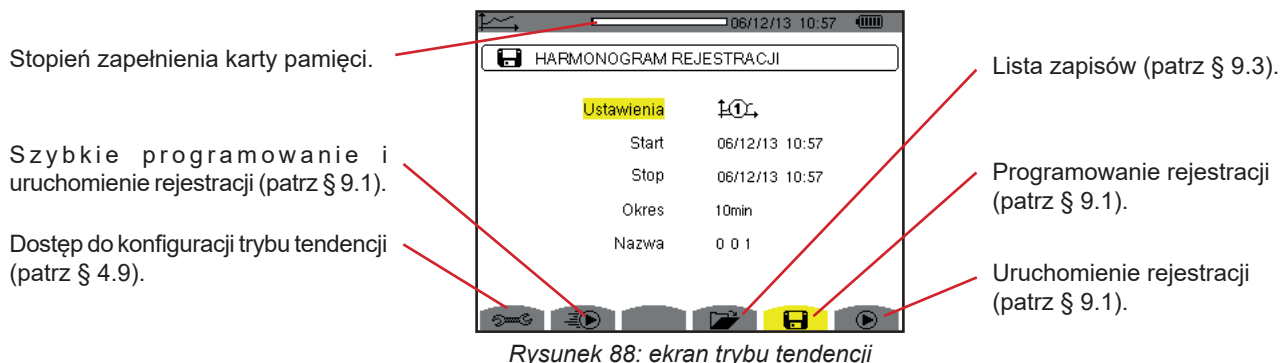 06/12/13 10:57
Stopień zapełnienia karty pamięci.
HARMONOGRAM REJESTRACJI
Lista zapisów (patrz § 9.3).
Ustawienia 1
Start 06/12/13 10:57
Szybkie programowanie i
uruchomienie rejestracji (patrz § 9.1).
Stop 06/12/13 10:57
Programowanie rejestracji
(patrz § 9.1).
Okres 10min
Nazwa 0 0 1
Dostęp do konfiguracji trybu tendencji
(patrz § 4.9).
Uruchomienie rejestracji
(patrz § 9.1).
Rysunek 88: ekran trybu tendencji